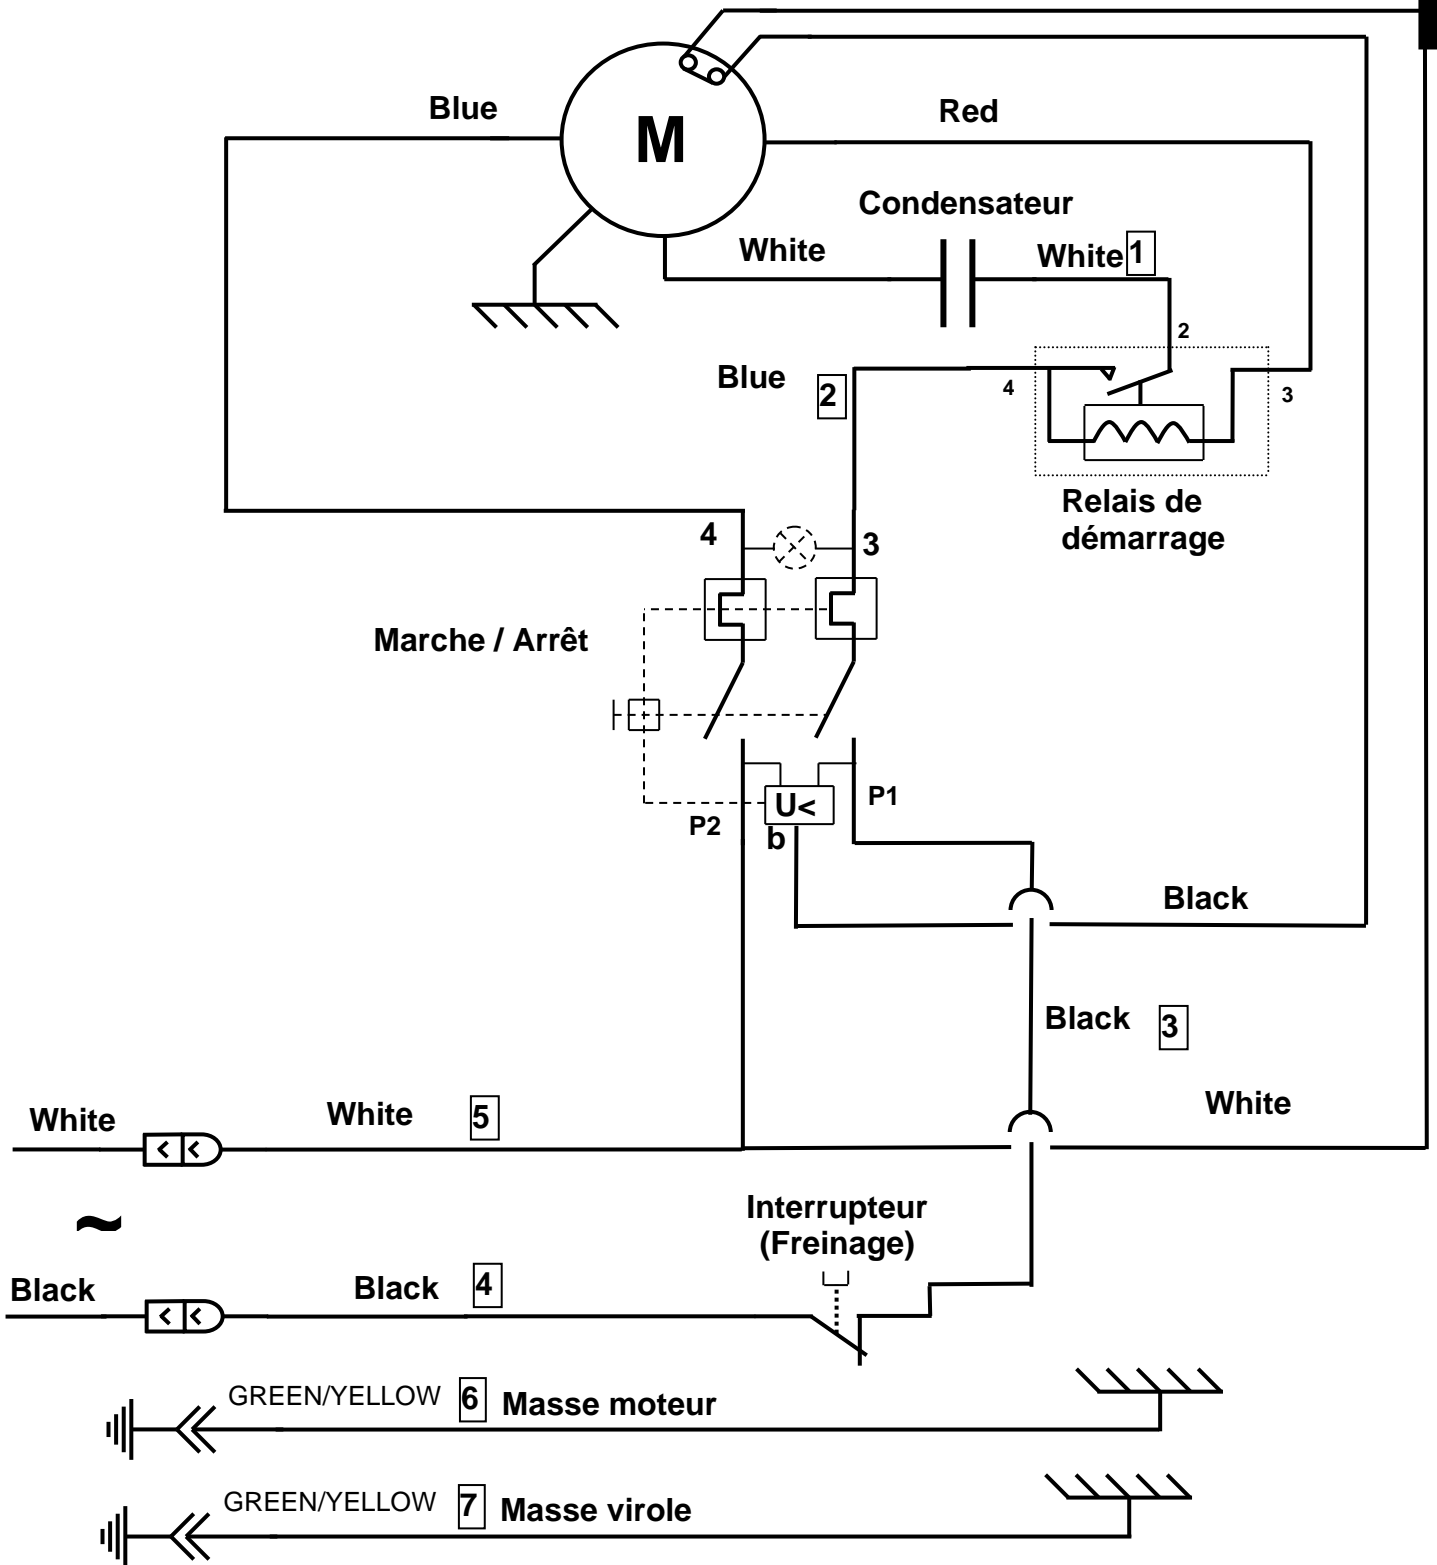 Blue
Red
M
Condensateur
White
White 1
2
Blue
2
4
3
Relais de
démarrage
4
3
Marche / Arrêt
U<
P1
P2
b
Black
Black 3
White
White 5
White
~
Interrupteur
(Freinage)
Black
Black 4
GREEN/YELLOW 6 Masse moteur
GREEN/YELLOW 7 Masse virole